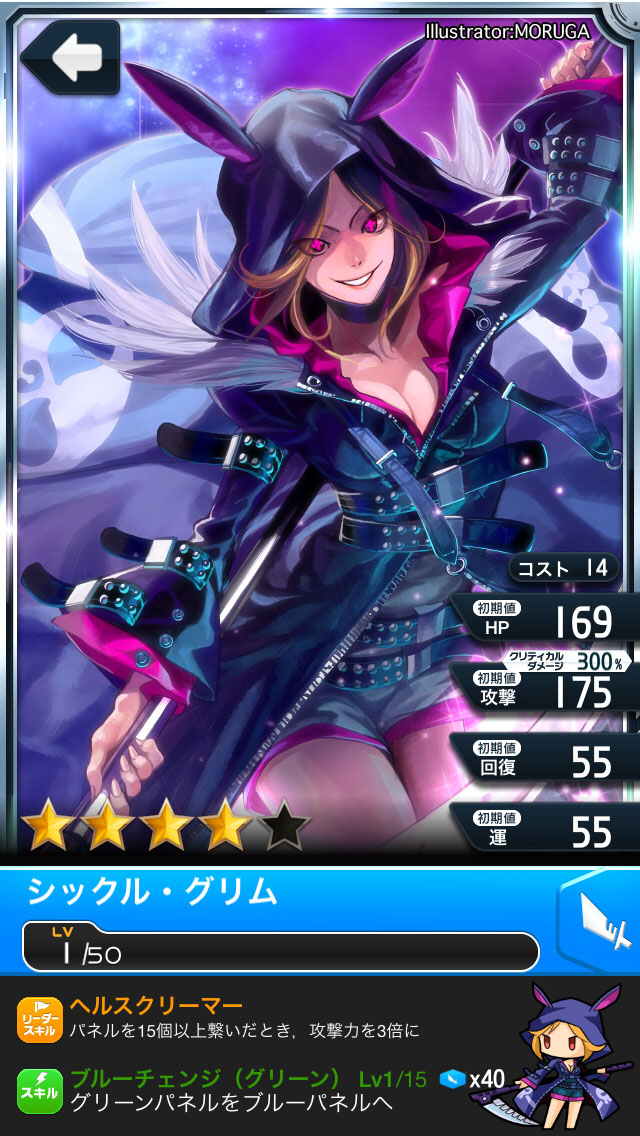 Illustrator:MORUGA
コスト 14
初期値
HP 169
クリティカル
ダメージ 300%
初期値
攻撃 175
初期値
回復 55
初期値
運 55
シックル・グリム
LV
1/50
リーダー
スキル
ヘルスクリーマー
パネルを15個以上繋いだとき，攻撃力を3倍に
スキル
ブルーチェンジ（グリーン） Lv1/15 x40
グリーンパネルをブルーパネルへ